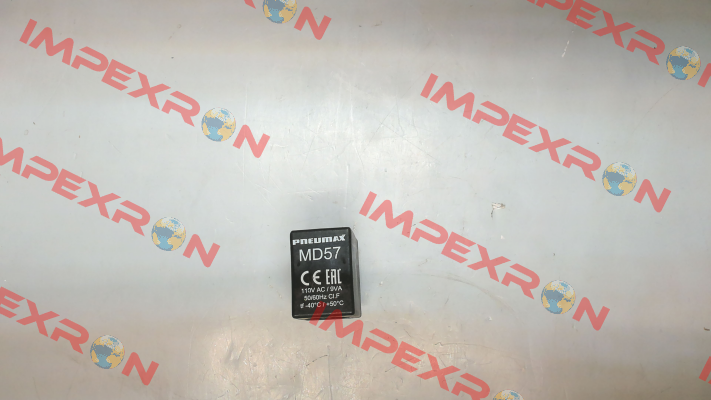 IMPEXRON
IMPEXRON
IMPEXRON
IMPEXRON
IMPEXRON
IMPEXRON
IMPEXRON
IMPEXRON
PNEUMAX
MD57
CE EAC
110V AC / 9VA
50/60Hz Cl.F
-40°C / +50°C